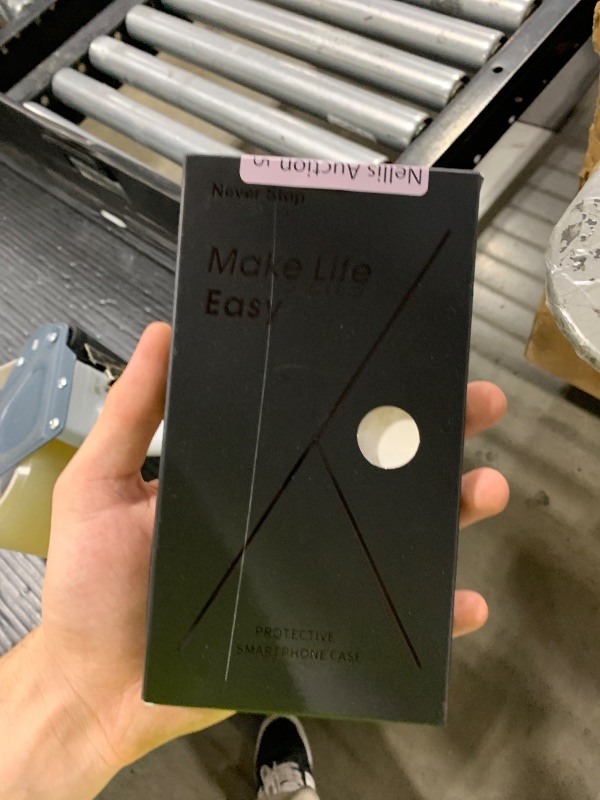 Nellis Auction
Never Stop
Make Life
Easy
PROTECTIVE
SMARTPHONE CASE